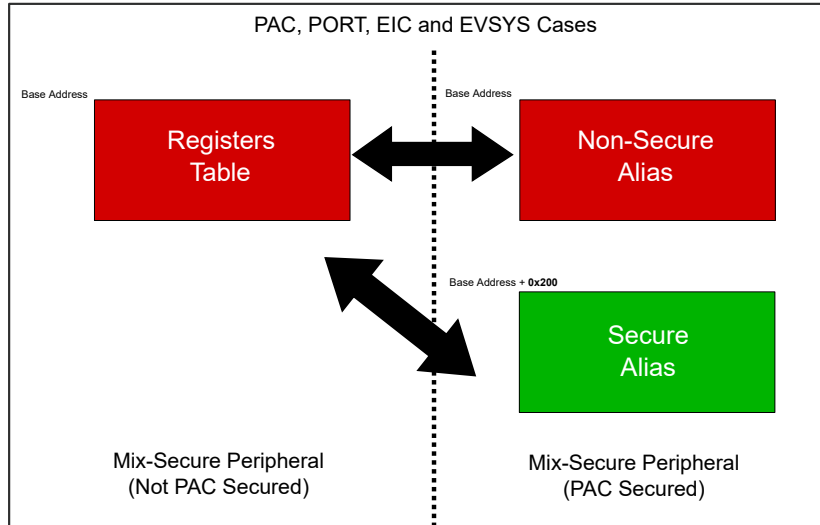 PAC, PORT, EIC and EVSYS Cases
Base Address
Registers
Table
Base Address
Non-Secure
Alias
Base Address + 0x200
Secure
Alias
Mix-Secure Peripheral
(Not PAC Secured)
Mix-Secure Peripheral
(PAC Secured)